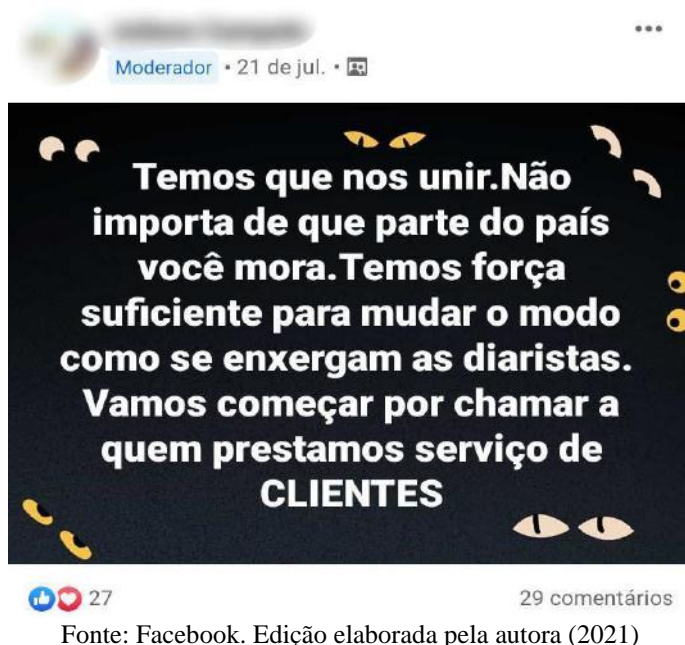 Moderador • 21 de jul. •
Temos que nos unir.Não
importa de que parte do país
você mora.Temos força
suficiente para mudar o modo
como se enxergam as diaristas.
Vamos começar por chamar a
quem prestamos serviço de
CLIENTES
27
29 comentários
Fonte: Facebook. Edição elaborada pela autora (2021)